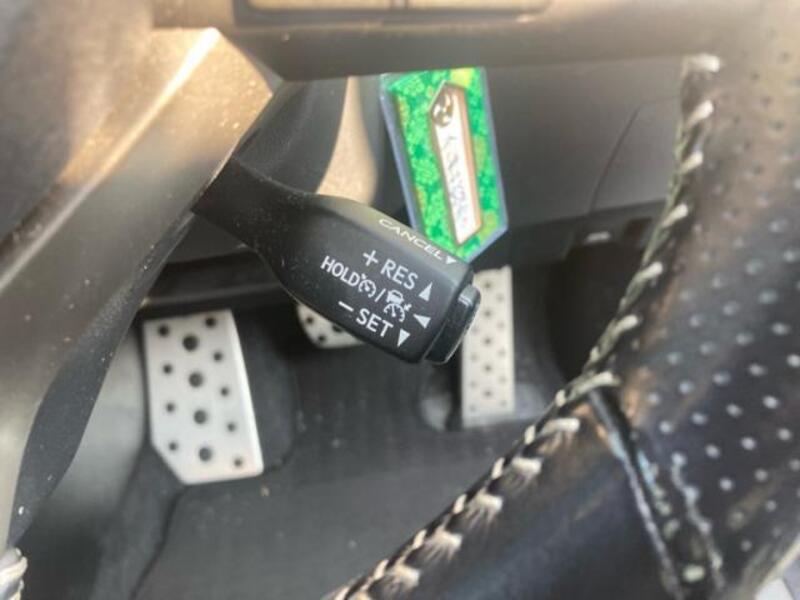 CANCEL▼
+ RES ▲
HOLD / ◀
− SET ▼